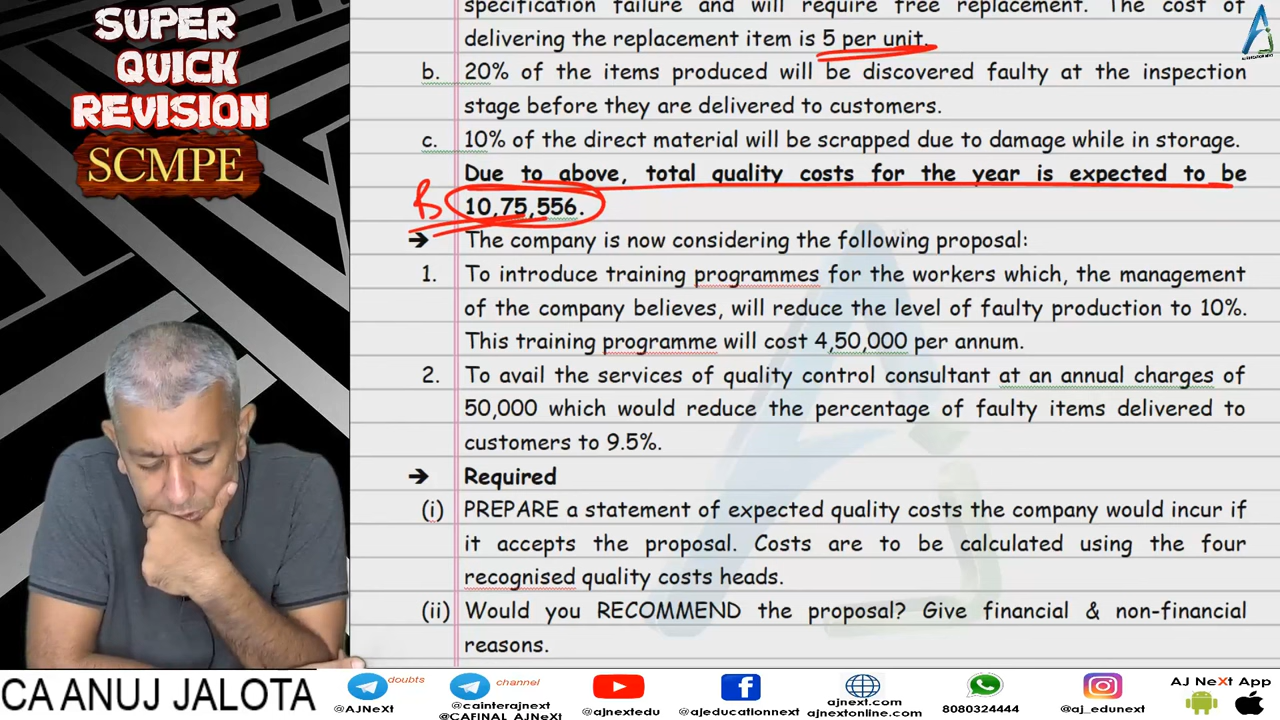 SUPER
QUICK
REVISION
SCMPE
specification failure and will require free replacement. The cost of
delivering the replacement item is 5 per unit.
b. 20% of the items produced will be discovered faulty at the inspection
stage before they are delivered to customers.
c. 10% of the direct material will be scrapped due to damage while in storage.
Due to above, total quality costs for the year is expected to be
B 10,75,556.
➔ The company is now considering the following proposal:
1. To introduce training programmes for the workers which, the management
of the company believes, will reduce the level of faulty production to 10%.
This training programme will cost 4,50,000 per annum.
2. To avail the services of quality control consultant at an annual charges of
50,000 which would reduce the percentage of faulty items delivered to
customers to 9.5%.
➔ Required
(i) PREPARE a statement of expected quality costs the company would incur if
it accepts the proposal. Costs are to be calculated using the four
recognised quality costs heads.
(ii) Would you RECOMMEND the proposal? Give financial & non-financial
reasons.
CA ANUJ JALOTA
doubts
@AJNeXt
channel
@cainterajnext
@CAFINAL_AJNeXt
@ajnextedu
@ajeducationnext
ajnext.com
ajnextonline.com
8080324444
@aj_edunext
AJ NeXt App